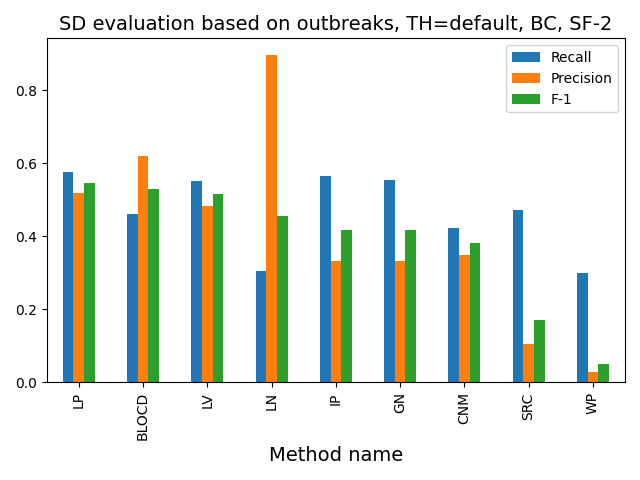 SD evaluation based on outbreaks, TH=default, BC, SF-2
Recall
Precision
F-1
0.8
0.6
0.4
0.2
0.0
LP
BLOCD
LV
LN
IP
GN
CNM
SRC
WP
Method name